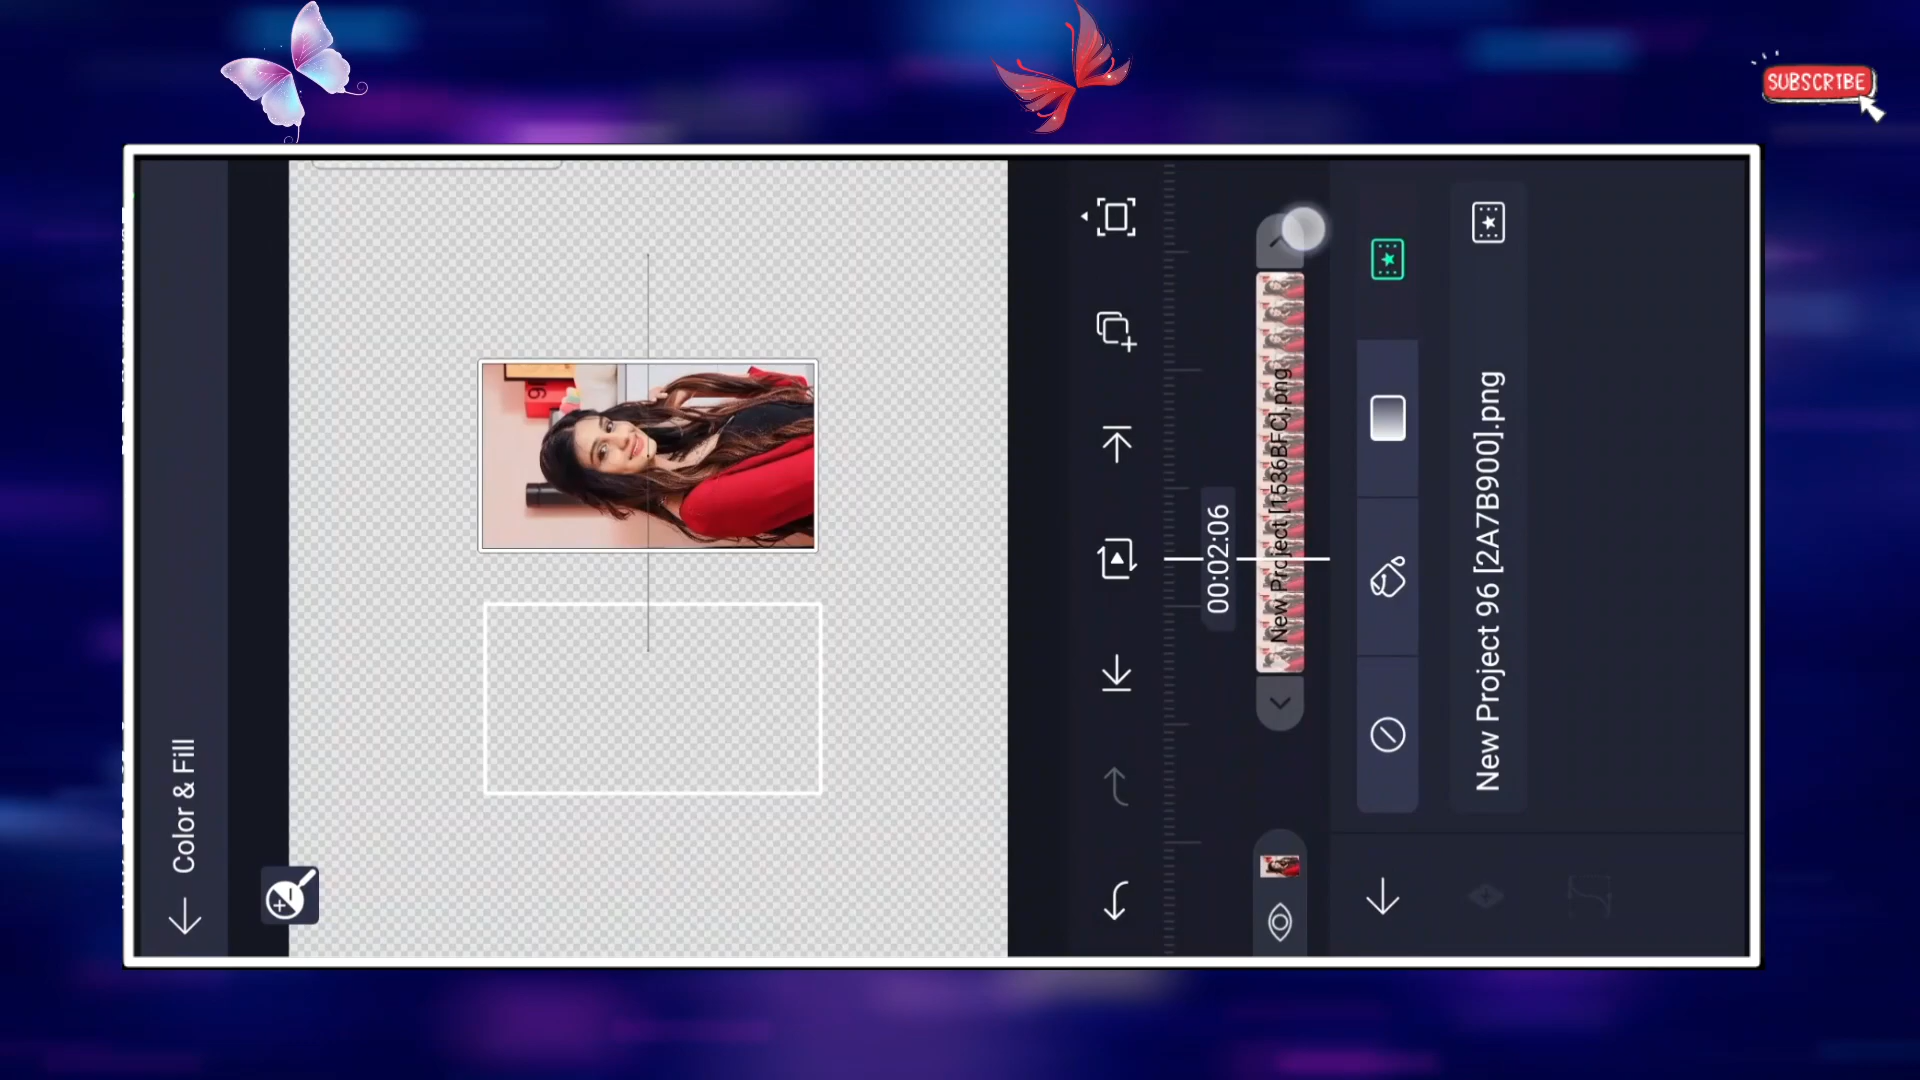 SUBSCRIBE
Color & Fill
00:02:06
New Project [1536BFC].png
New Project 96 [2A7B900].png